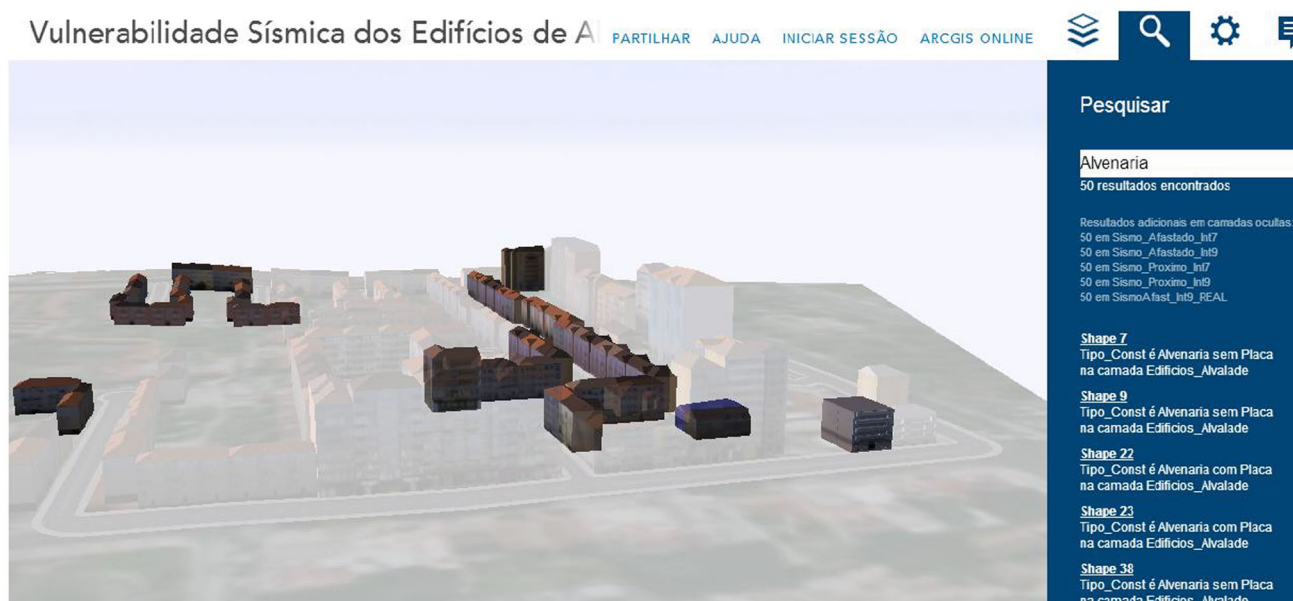 Vulnerabilidade Sísmica dos Edifícios de Al
PARTILHAR AJUDA INICIAR SESSÃO ARCGIS ONLINE
Pesquisar
Alvenaria
50 resultados encontrados
Resultados adicionais em camadas ocultas:
50 em Sismo_Afastado_Int7
50 em Sismo_Afastado_Int9
50 em Sismo_Proximo_Int7
50 em Sismo_Proximo_Int9
50 em SismoAfast_Int9_REAL
Shape 7
Tipo_Const é Alvenaria sem Placa
na camada Edificios_Alvalade
Shape 9
Tipo_Const é Alvenaria sem Placa
na camada Edificios_Alvalade
Shape 22
Tipo_Const é Alvenaria com Placa
na camada Edificios_Alvalade
Shape 23
Tipo_Const é Alvenaria com Placa
na camada Edificios_Alvalade
Shape 38
Tipo_Const é Alvenaria sem Placa
na camada Edificios_Alvalade